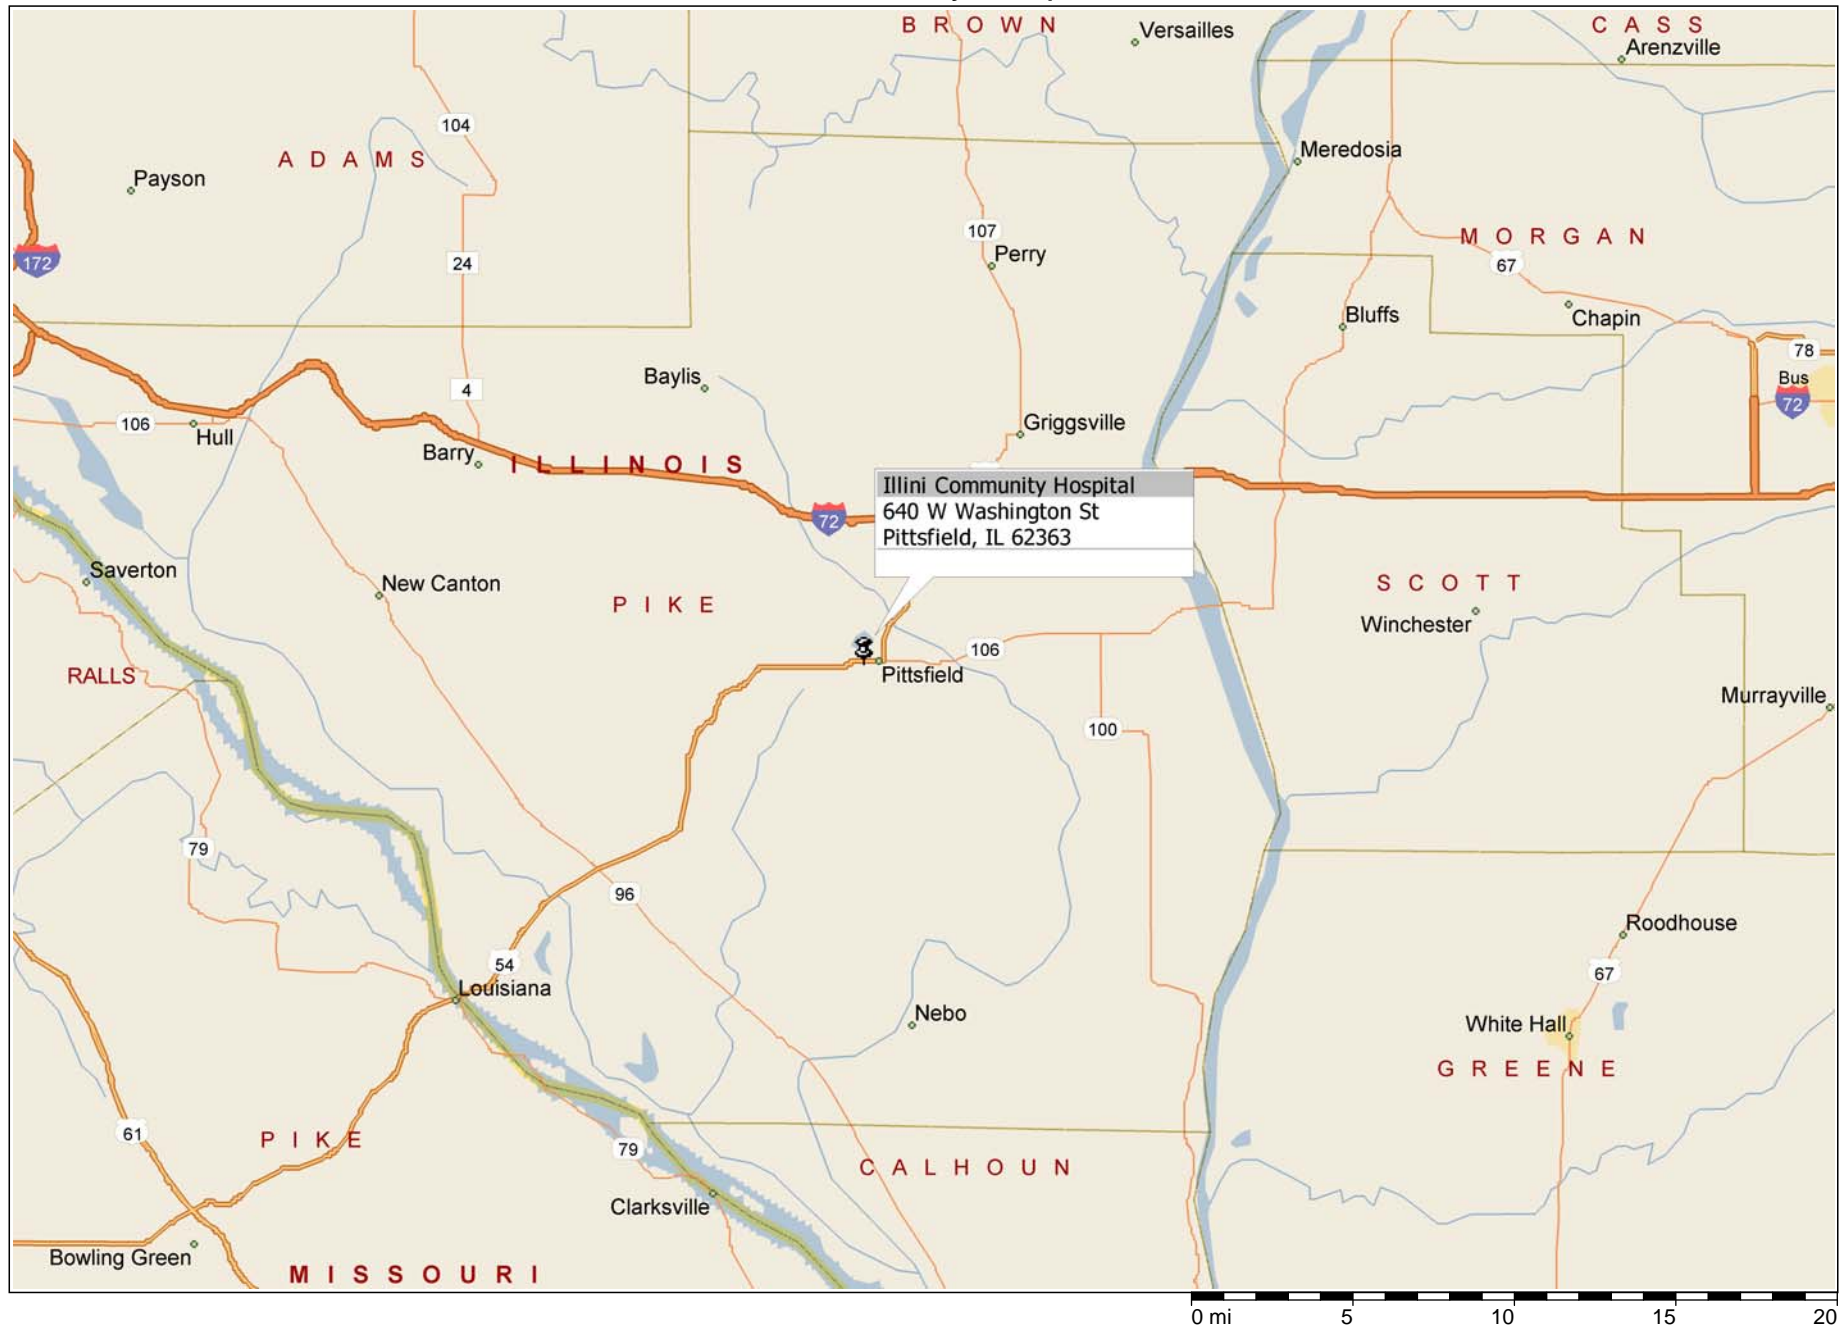 BROWN
Versailles
CASS
Arenzville
104
ADAMS
Meredosia
Payson
107
MORGAN
172
24
Perry
67
Bluffs
Chapin
78
Baylis
Bus
72
4
106
Hull
Griggsville
Barry
ILLINOIS
Illini Community Hospital
640 W Washington St
Pittsfield, IL 62363
72
Saverton
New Canton
PIKE
SCOTT
Winchester
RALLS
106
Pittsfield
Murrayville
100
79
96
Roodhouse
54
67
Louisiana
Nebo
White Hall
GREENE
61
PIKE
79
CALHOUN
Clarksville
Bowling Green
MISSOURI
0 mi 5 10 15 20